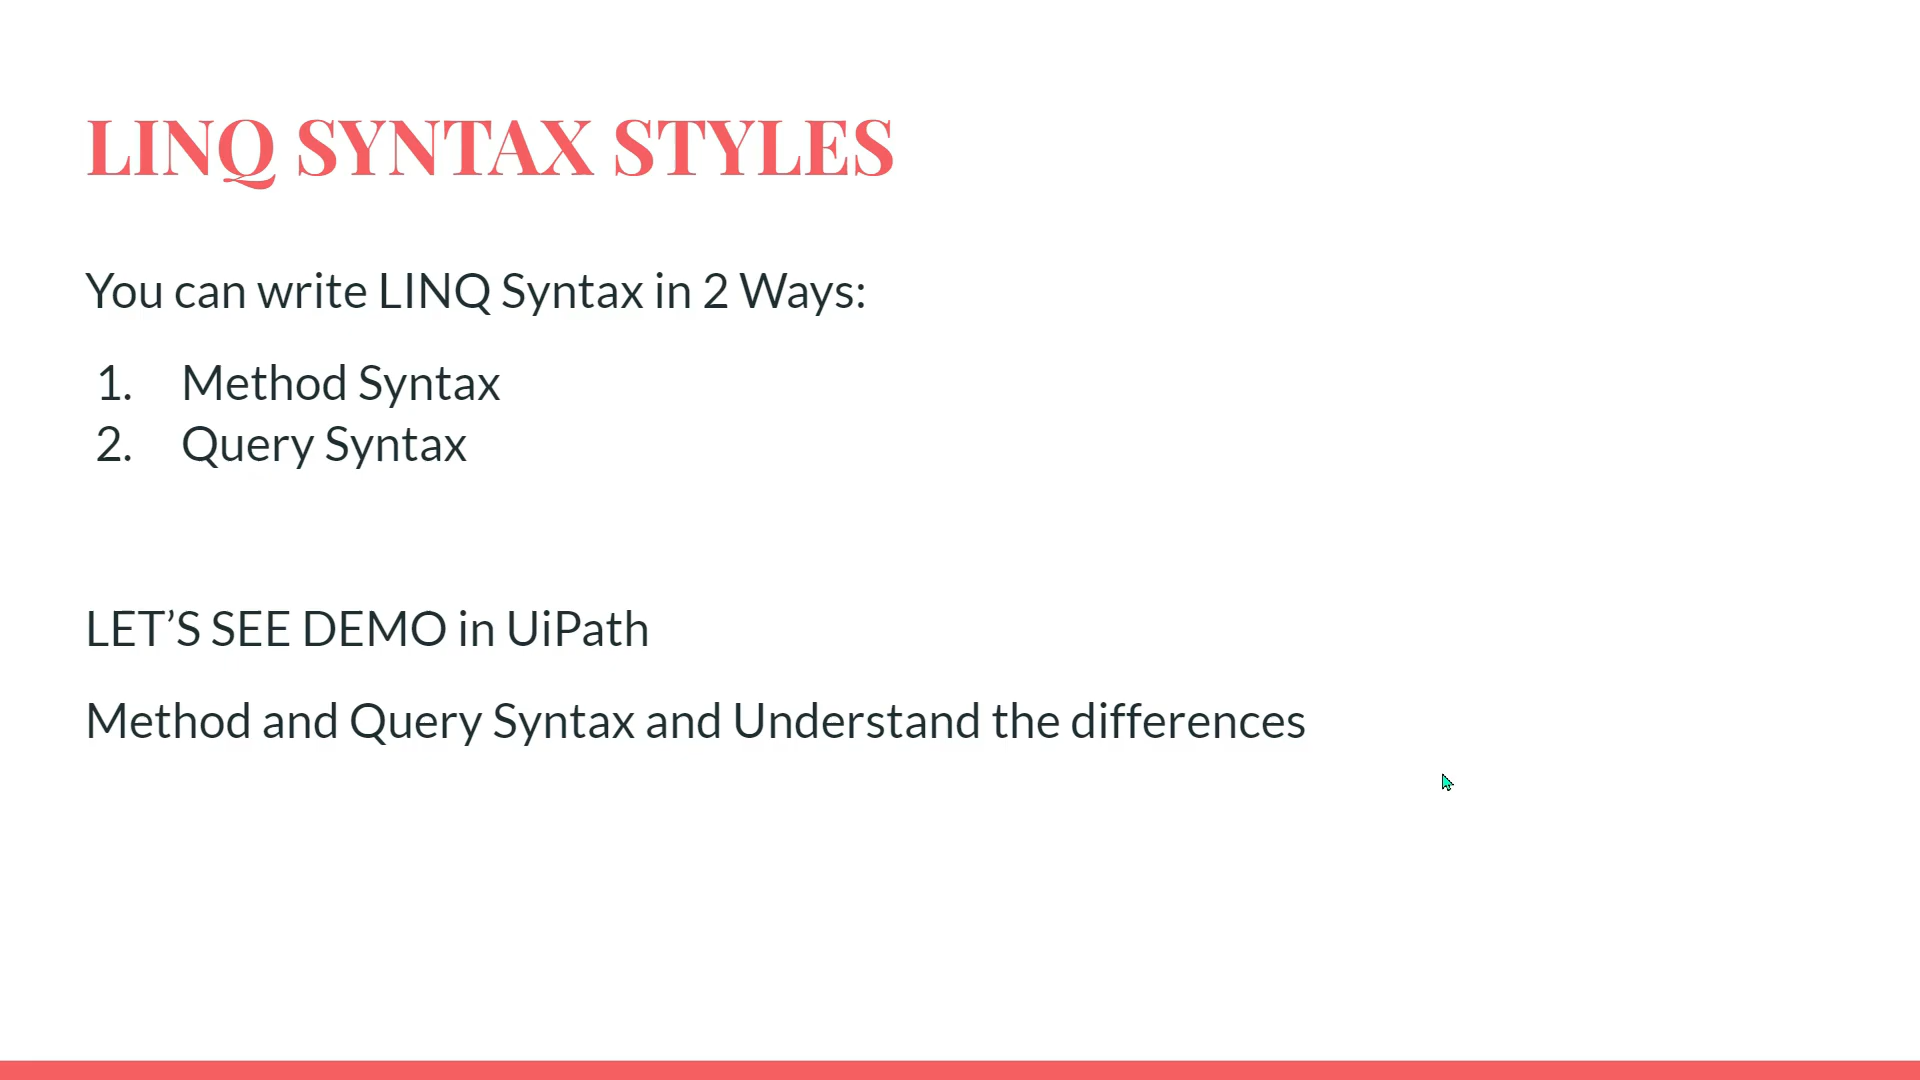 LINQ SYNTAX STYLES
You can write LINQ Syntax in 2 Ways:
1. Method Syntax
2. Query Syntax
LET’S SEE DEMO in UiPath
Method and Query Syntax and Understand the differences